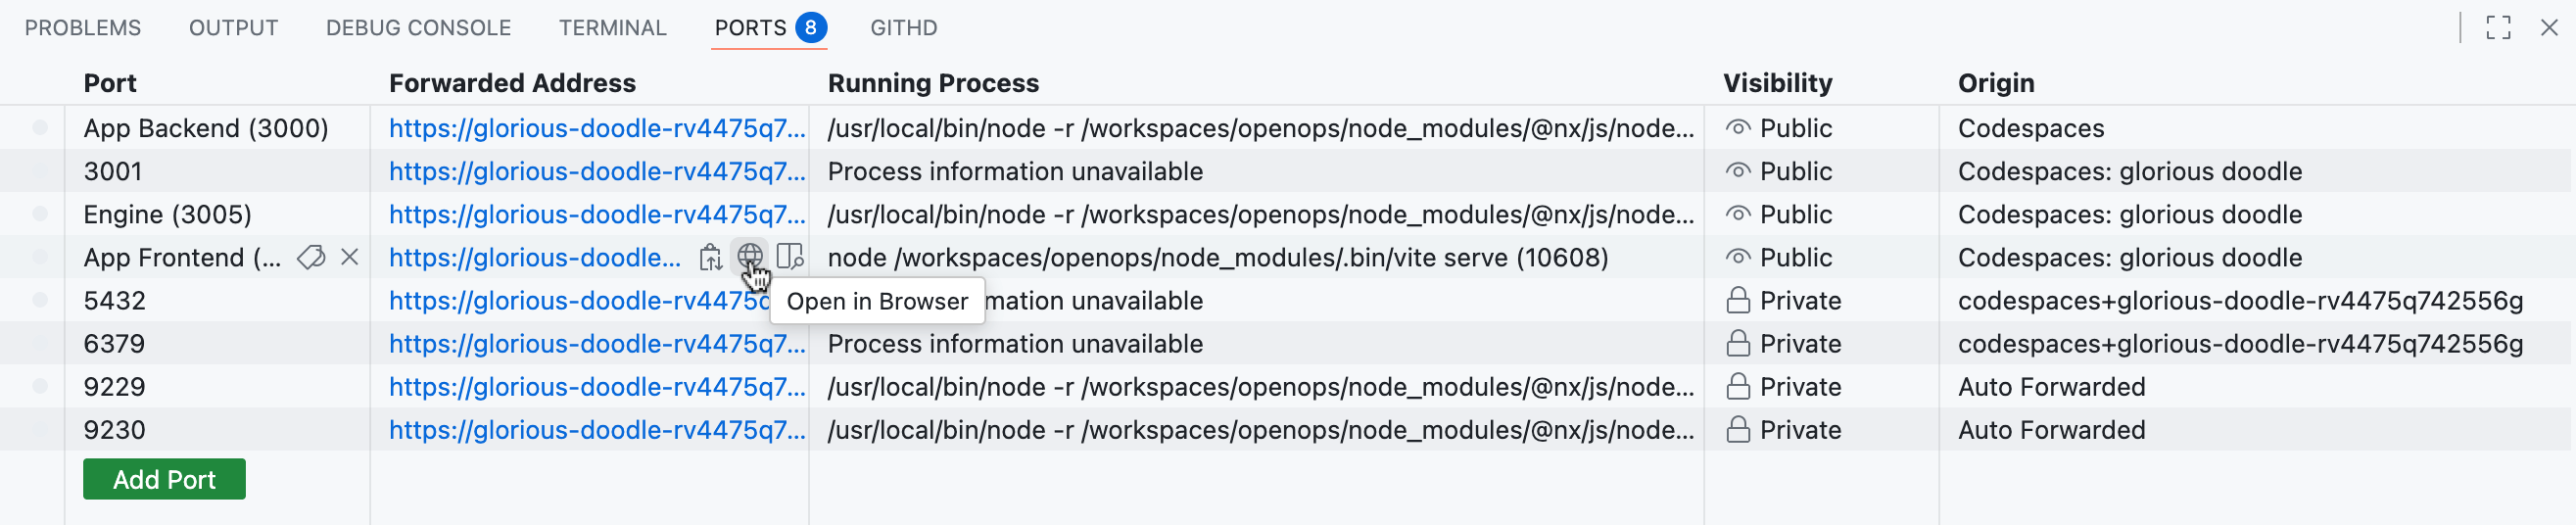 PROBLEMS OUTPUT DEBUG CONSOLE TERMINAL PORTS 8 GITHD
Port Forwarded Address Running Process Visibility Origin
App Backend (3000) https://glorious-doodle-rv4475q7... /usr/local/bin/node -r /workspaces/openops/node_modules/@nx/js/node... Public Codespaces
3001 https://glorious-doodle-rv4475q7... Process information unavailable Public Codespaces: glorious doodle
Engine (3005) https://glorious-doodle-rv4475q7... /usr/local/bin/node -r /workspaces/openops/node_modules/@nx/js/node... Public Codespaces: glorious doodle
App Frontend (... https://glorious-doodle... node /workspaces/openops/node_modules/.bin/vite serve (10608) Public Codespaces: glorious doodle
5432 https://glorious-doodle-rv4475q Open in Browser mation unavailable Private codespaces+glorious-doodle-rv4475q742556g
6379 https://glorious-doodle-rv4475q7... Process information unavailable Private codespaces+glorious-doodle-rv4475q742556g
9229 https://glorious-doodle-rv4475q7... /usr/local/bin/node -r /workspaces/openops/node_modules/@nx/js/node... Private Auto Forwarded
9230 https://glorious-doodle-rv4475q7... /usr/local/bin/node -r /workspaces/openops/node_modules/@nx/js/node... Private Auto Forwarded
Add Port